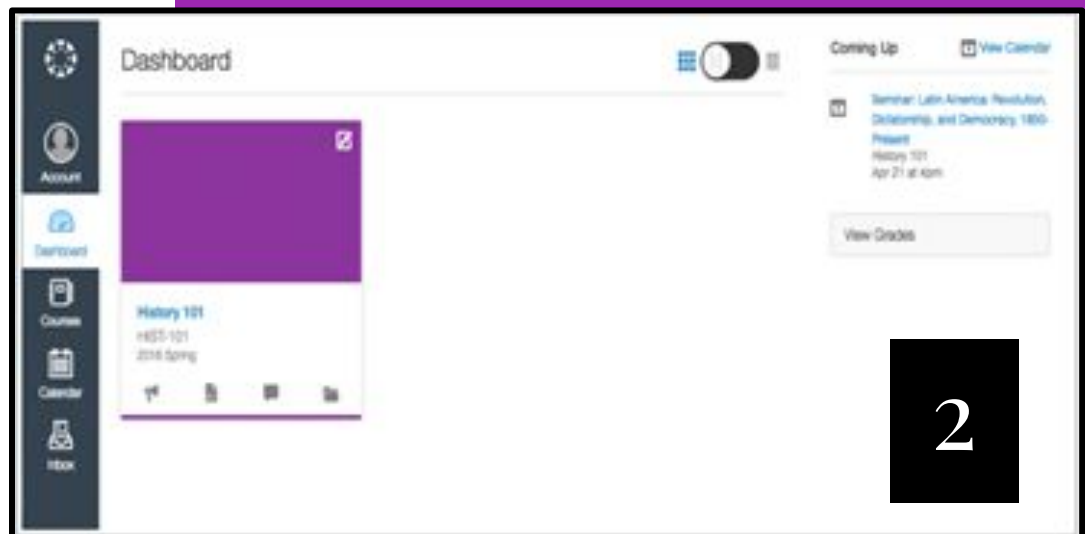 Dashboard
Account
Dashboard
Courses
Calendar
Inbox
History 101
HIST-101
2016 Spring
Coming Up
View Calendar
Seminar: Latin America: Revolution,
Dictatorship, and Democracy, 1800-
Present
History 101
Apr 21 at 4pm
View Grades
2